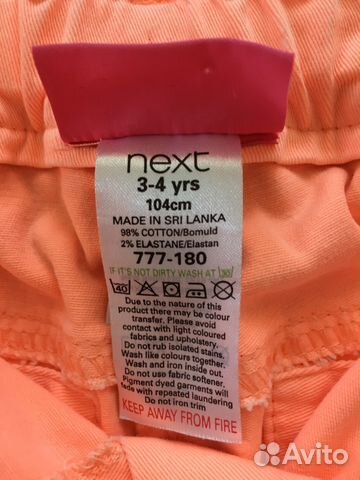 next
3-4 yrs
104cm
MADE IN SRI LANKA
98% COTTON/Bomuld
2% ELASTANE/Elastan
777-180
IF IT'S NOT DIRTY WASH AT 30
40
Due to the nature of this
product there may be colour
transfer. Please avoid
contact with light coloured
fabrics and upholstery.
Do not rub isolated stains.
Wash like colours together.
Wash and iron inside out.
Do not use fabric softener.
Pigment dyed garments will
fade with repeated laundering
Do not iron trim
KEEP AWAY FROM FIRE
Avito